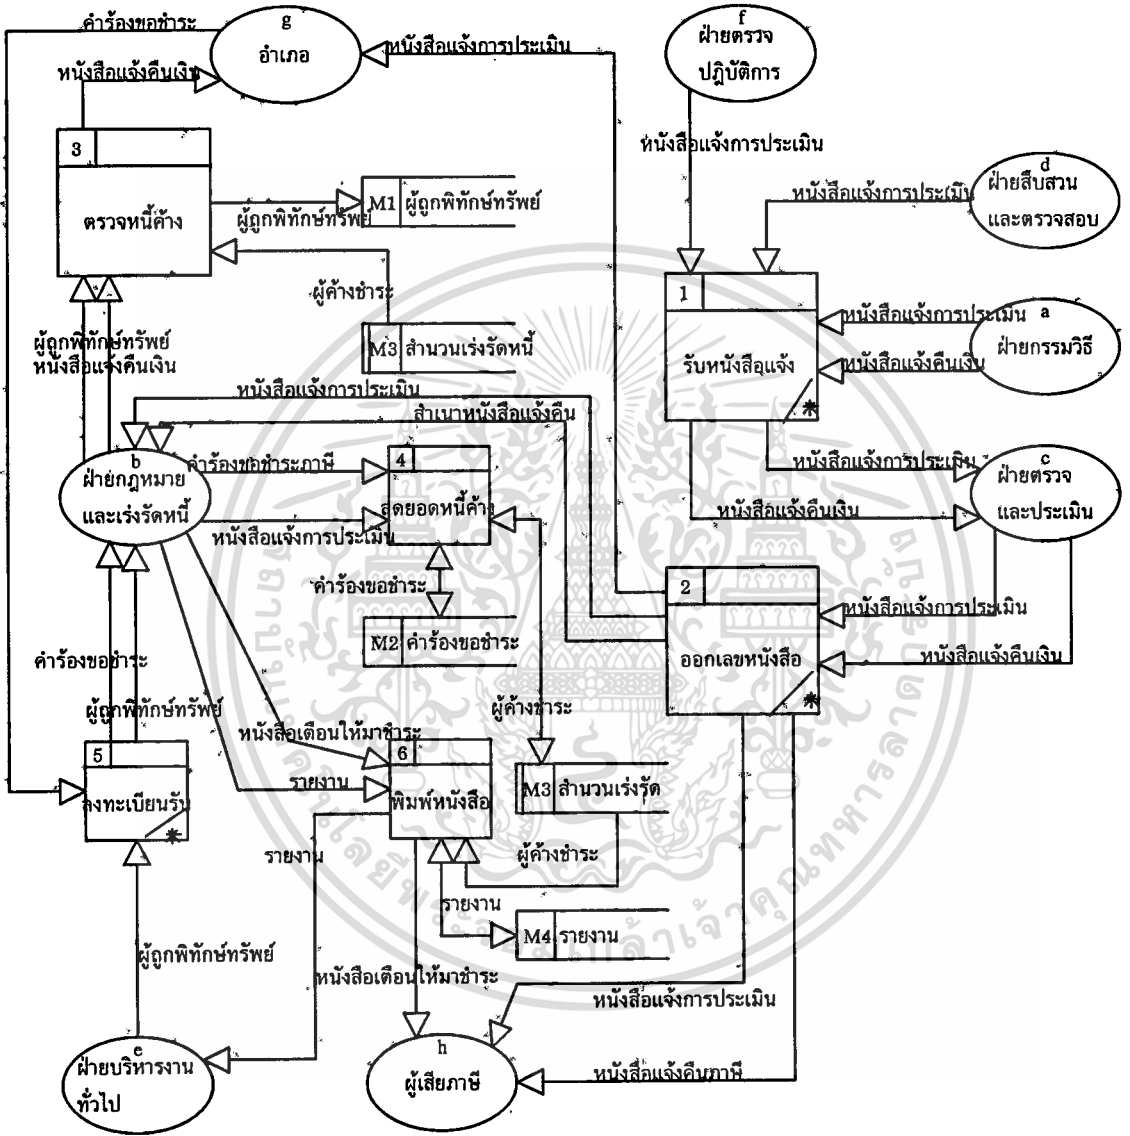 คำร้องขอชำระ
g
อำเภอ
หนังสือแจ้งการประเมิน
f
ฝ่ายตรวจ
ปฎิบัติการ
หนังสือแจ้งคืนเงิน
3
ตรวจหนี้ค้าง
M1 ผู้ถูกพิทักษ์ทรัพย์
ผู้ถูกพิทักษ์ทรัพย์
หนังสือแจ้งการประเมิน
d
ฝ่ายสืบสวน
และตรวจสอบ
หนังสือแจ้งการประเมิน
ผู้ค้างชำระ
M3 สำนวนเร่งรัดหนี้
1
รับหนังสือแจ้ง
*
หนังสือแจ้งการประเมิน
a
ฝ่ายกรรมวิธี
หนังสือแจ้งคืนเงิน
ผู้ถูกพิทักษ์ทรัพย์
หนังสือแจ้งคืนเงิน
หนังสือแจ้งการประเมิน
สำเนาหนังสือแจ้งคืน
b
ฝ่ายกฎหมาย
และเร่งรัดหนี้
คำร้องขอชำระภาษี
4
ลดยอดหนี้ค้าง
หนังสือแจ้งการประเมิน
หนังสือแจ้งการประเมิน
c
ฝ่ายตรวจ
และประเมิน
หนังสือแจ้งคืนเงิน
คำร้องขอชำระ
M2 คำร้องขอชำระ
2
ออกเลขหนังสือ
*
หนังสือแจ้งการประเมิน
หนังสือแจ้งคืนเงิน
คำร้องขอชำระ
ผู้ถูกพิทักษ์ทรัพย์
ผู้ค้างชำระ
หนังสือเตือนให้มาชำระ
5
ลงทะเบียนรับ
*
รายงาน
6
พิมพ์หนังสือ
M3 สำนวนเร่งรัด
รายงาน
ผู้ค้างชำระ
รายงาน
M4 รายงาน
ผู้ถูกพิทักษ์ทรัพย์
หนังสือเตือนให้มาชำระ
หนังสือแจ้งการประเมิน
e
ฝ่ายบริหารงาน
ทั่วไป
h
ผู้เสียภาษี
หนังสือแจ้งคืนภาษี